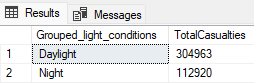 Results Messages
Grouped_light_conditions TotalCasualties
1 Daylight 304963
2 Night 112920